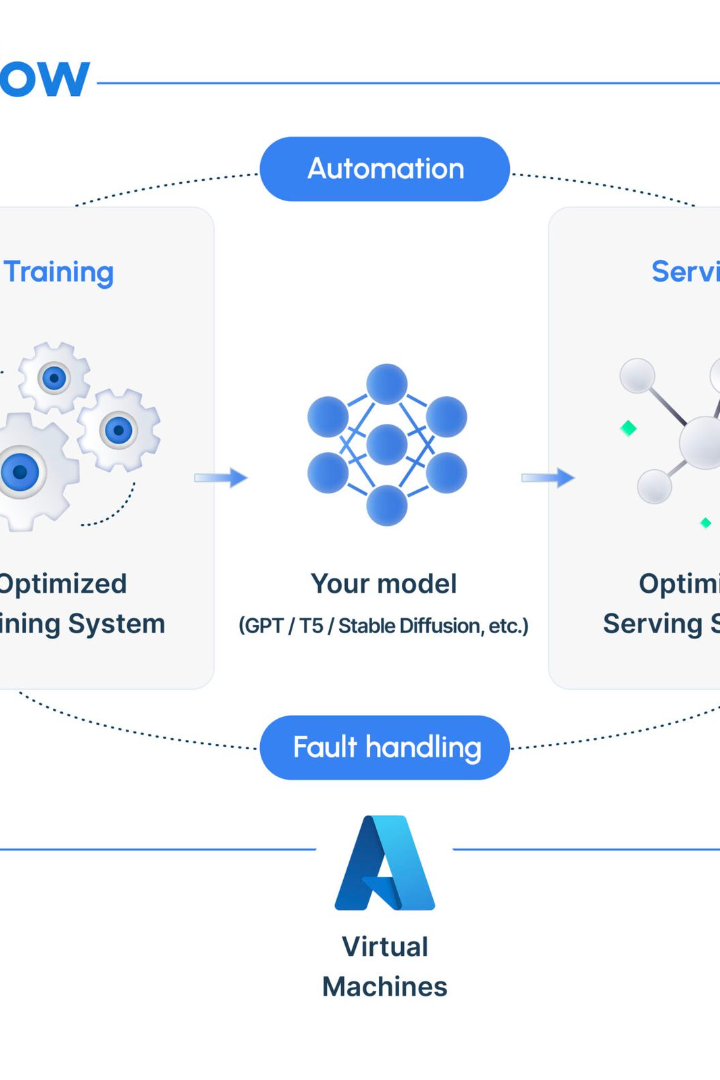 ow
Automation
Training
Servi
Optimized
ining System
Your model
(GPT / T5 / Stable Diffusion, etc.)
Optimi
Serving S
Fault handling
Virtual
Machines